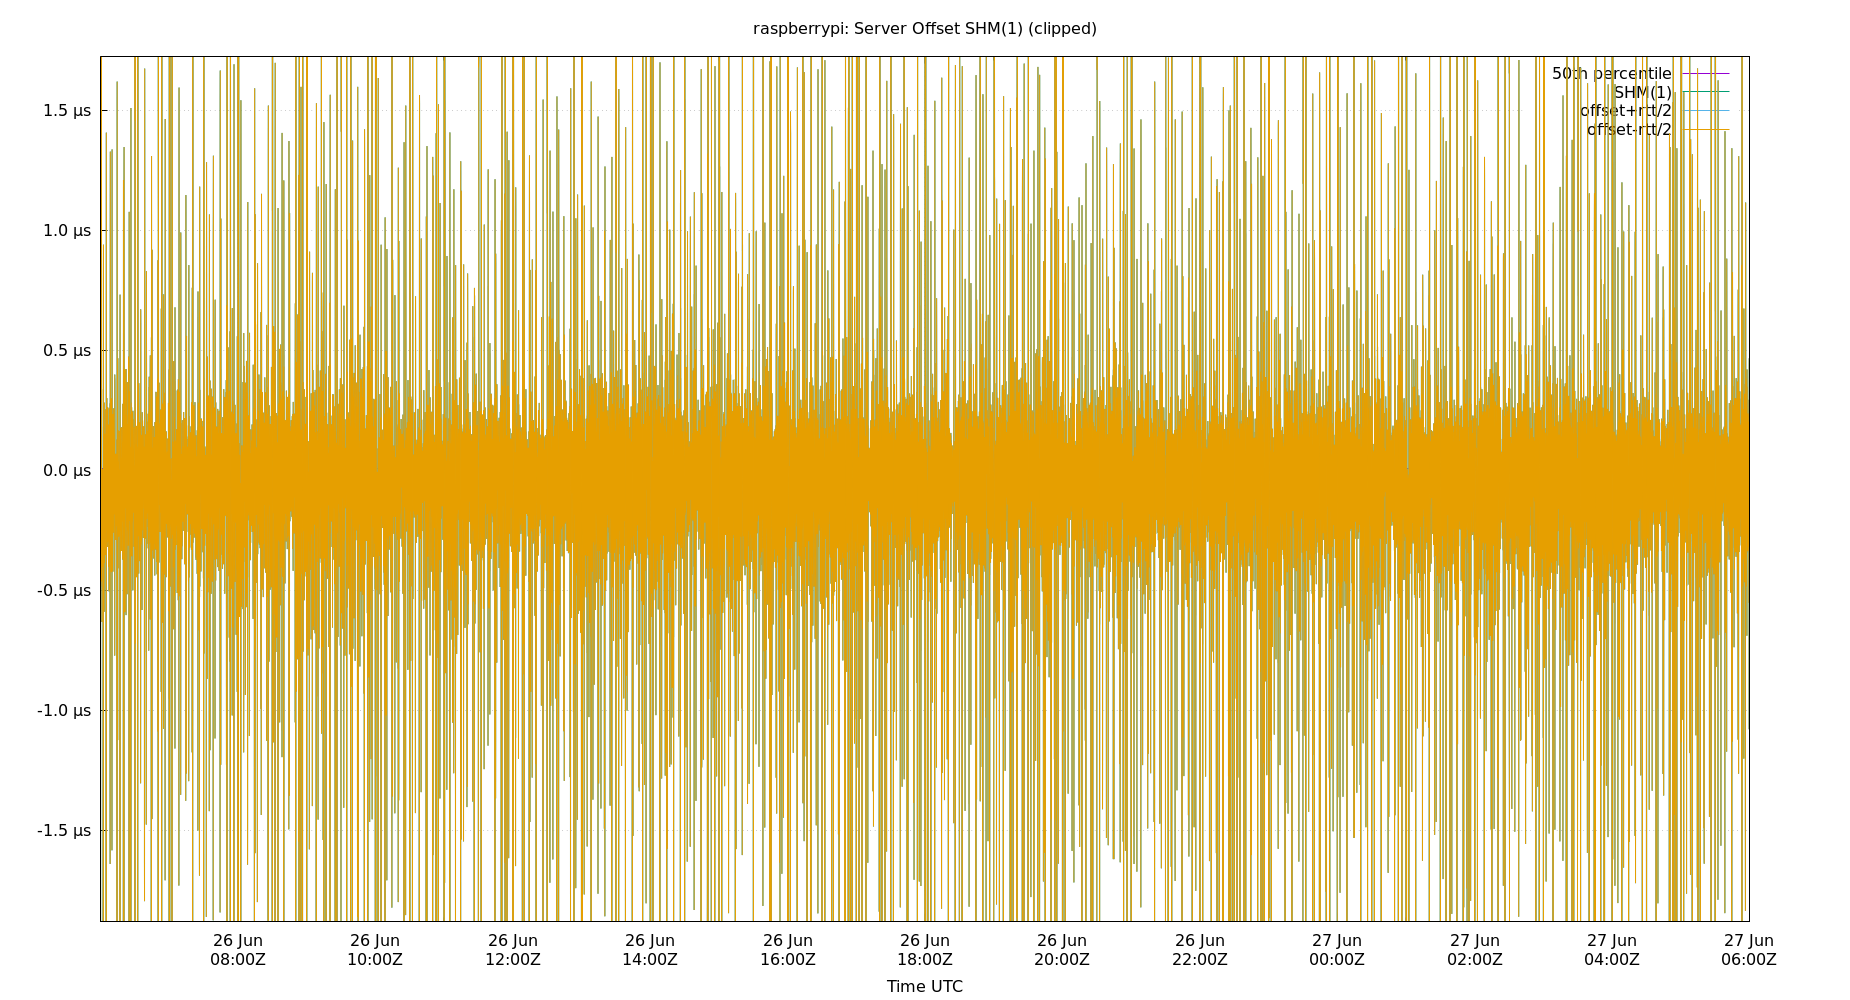 raspberrypi: Server Offset SHM(1) (clipped)
50th percentile
SHM(1)
offset+rtt/2
offset-rtt/2
1.5 µs
1.0 µs
0.5 µs
0.0 µs
-0.5 µs
-1.0 µs
-1.5 µs
26 Jun 26 Jun 26 Jun 26 Jun 26 Jun 26 Jun 26 Jun 26 Jun 27 Jun 27 Jun 27 Jun 27 Jun
08:00Z 10:00Z 12:00Z 14:00Z 16:00Z 18:00Z 20:00Z 22:00Z 00:00Z 02:00Z 04:00Z 06:00Z
Time UTC